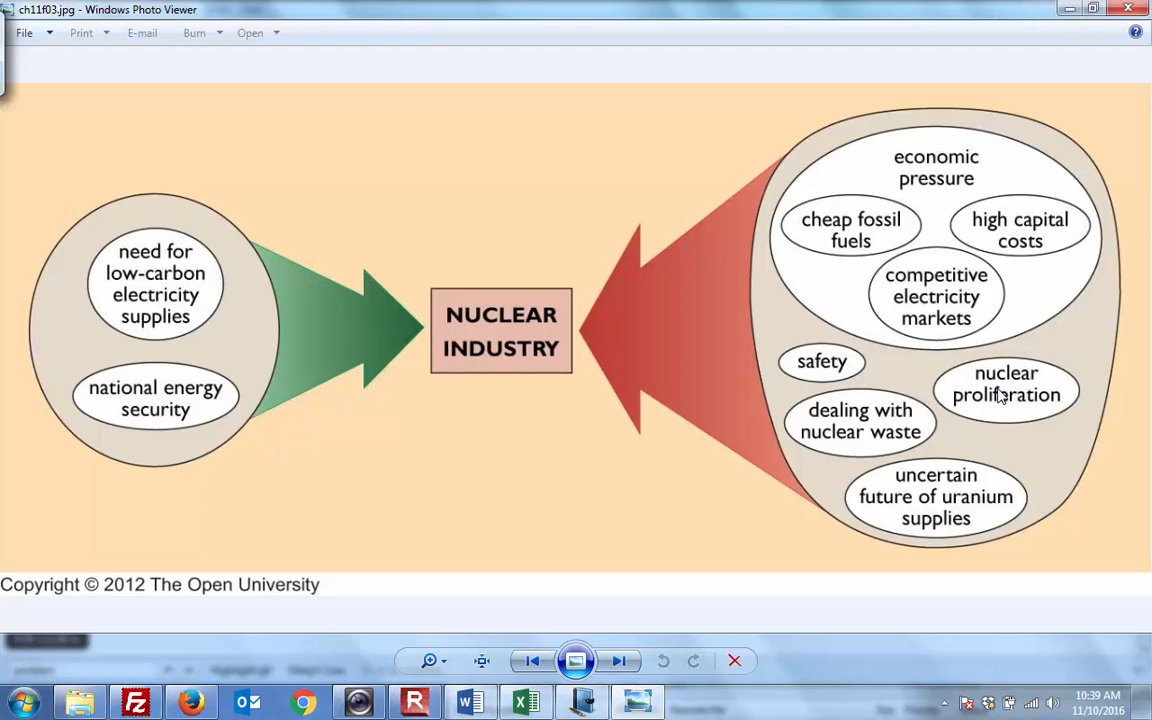 ch11f03.jpg - Windows Photo Viewer
File Print E-mail Burn Open
economic
pressure
cheap fossil
fuels
high capital
costs
competitive
electricity
markets
need for
low-carbon
electricity
supplies
national energy
security
NUCLEAR
INDUSTRY
safety
nuclear
proliferation
dealing with
nuclear waste
uncertain
future of uranium
supplies
Copyright © 2012 The Open University
10:39 AM
11/10/2016